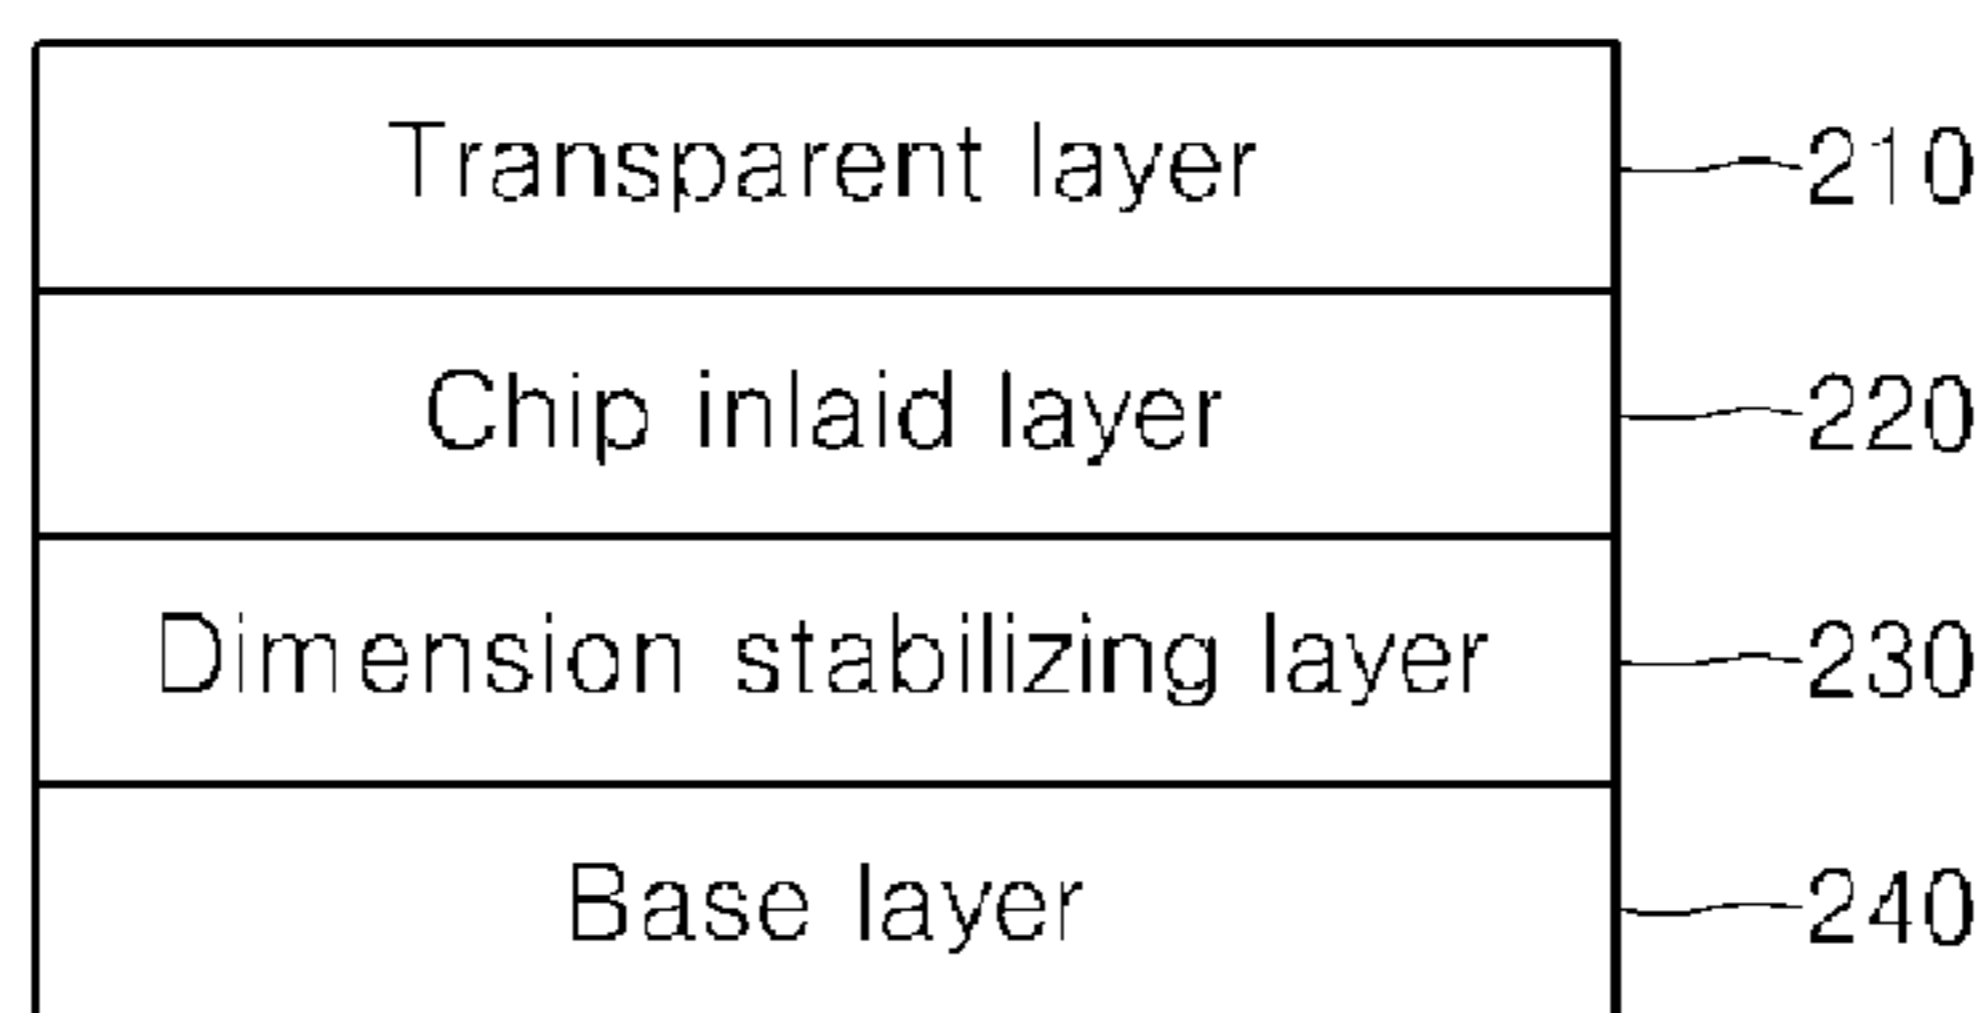 Transparent layer 210
Chip inlaid layer 220
Dimension stabilizing layer 230
Base layer 240